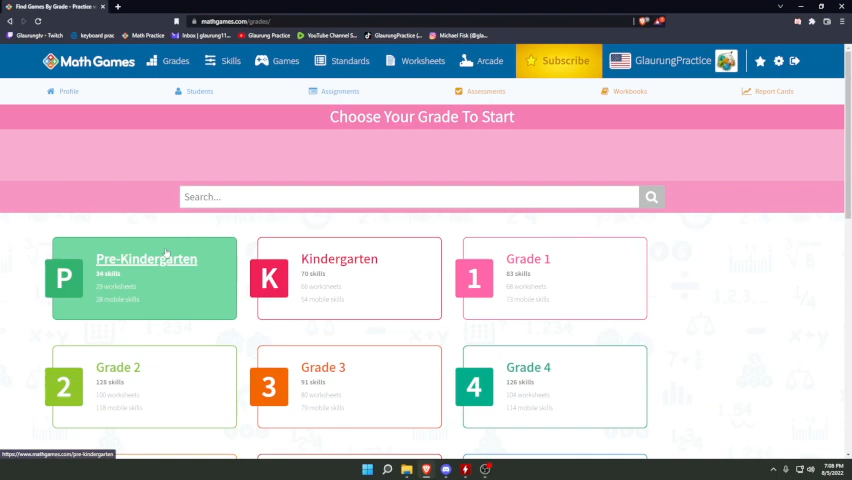 Find Games By Grade - Practice v
mathgames.com/grades/
Glaurungtv - Twitch
keyboard prac
Math Practice
Inbox | glaurung11...
Glaurung Practice
YouTube Channel S...
TikTokPractice (...
Michael Fisk (@gla...
Math Games
Grades
Skills
Games
Standards
Worksheets
Arcade
Subscribe
GlaurungPractice
Profile
Students
Assignments
Assessments
Workbooks
Report Cards
Choose Your Grade To Start
Search...
P
Pre-Kindergarten
34 skills
29 worksheets
28 mobile skills
K
Kindergarten
70 skills
66 worksheets
54 mobile skills
1
Grade 1
83 skills
68 worksheets
73 mobile skills
2
Grade 2
128 skills
100 worksheets
118 mobile skills
3
Grade 3
91 skills
80 worksheets
79 mobile skills
4
Grade 4
126 skills
104 worksheets
114 mobile skills
https://www.mathgames.com/pre-kindergarten
7:08 PM
8/5/2022